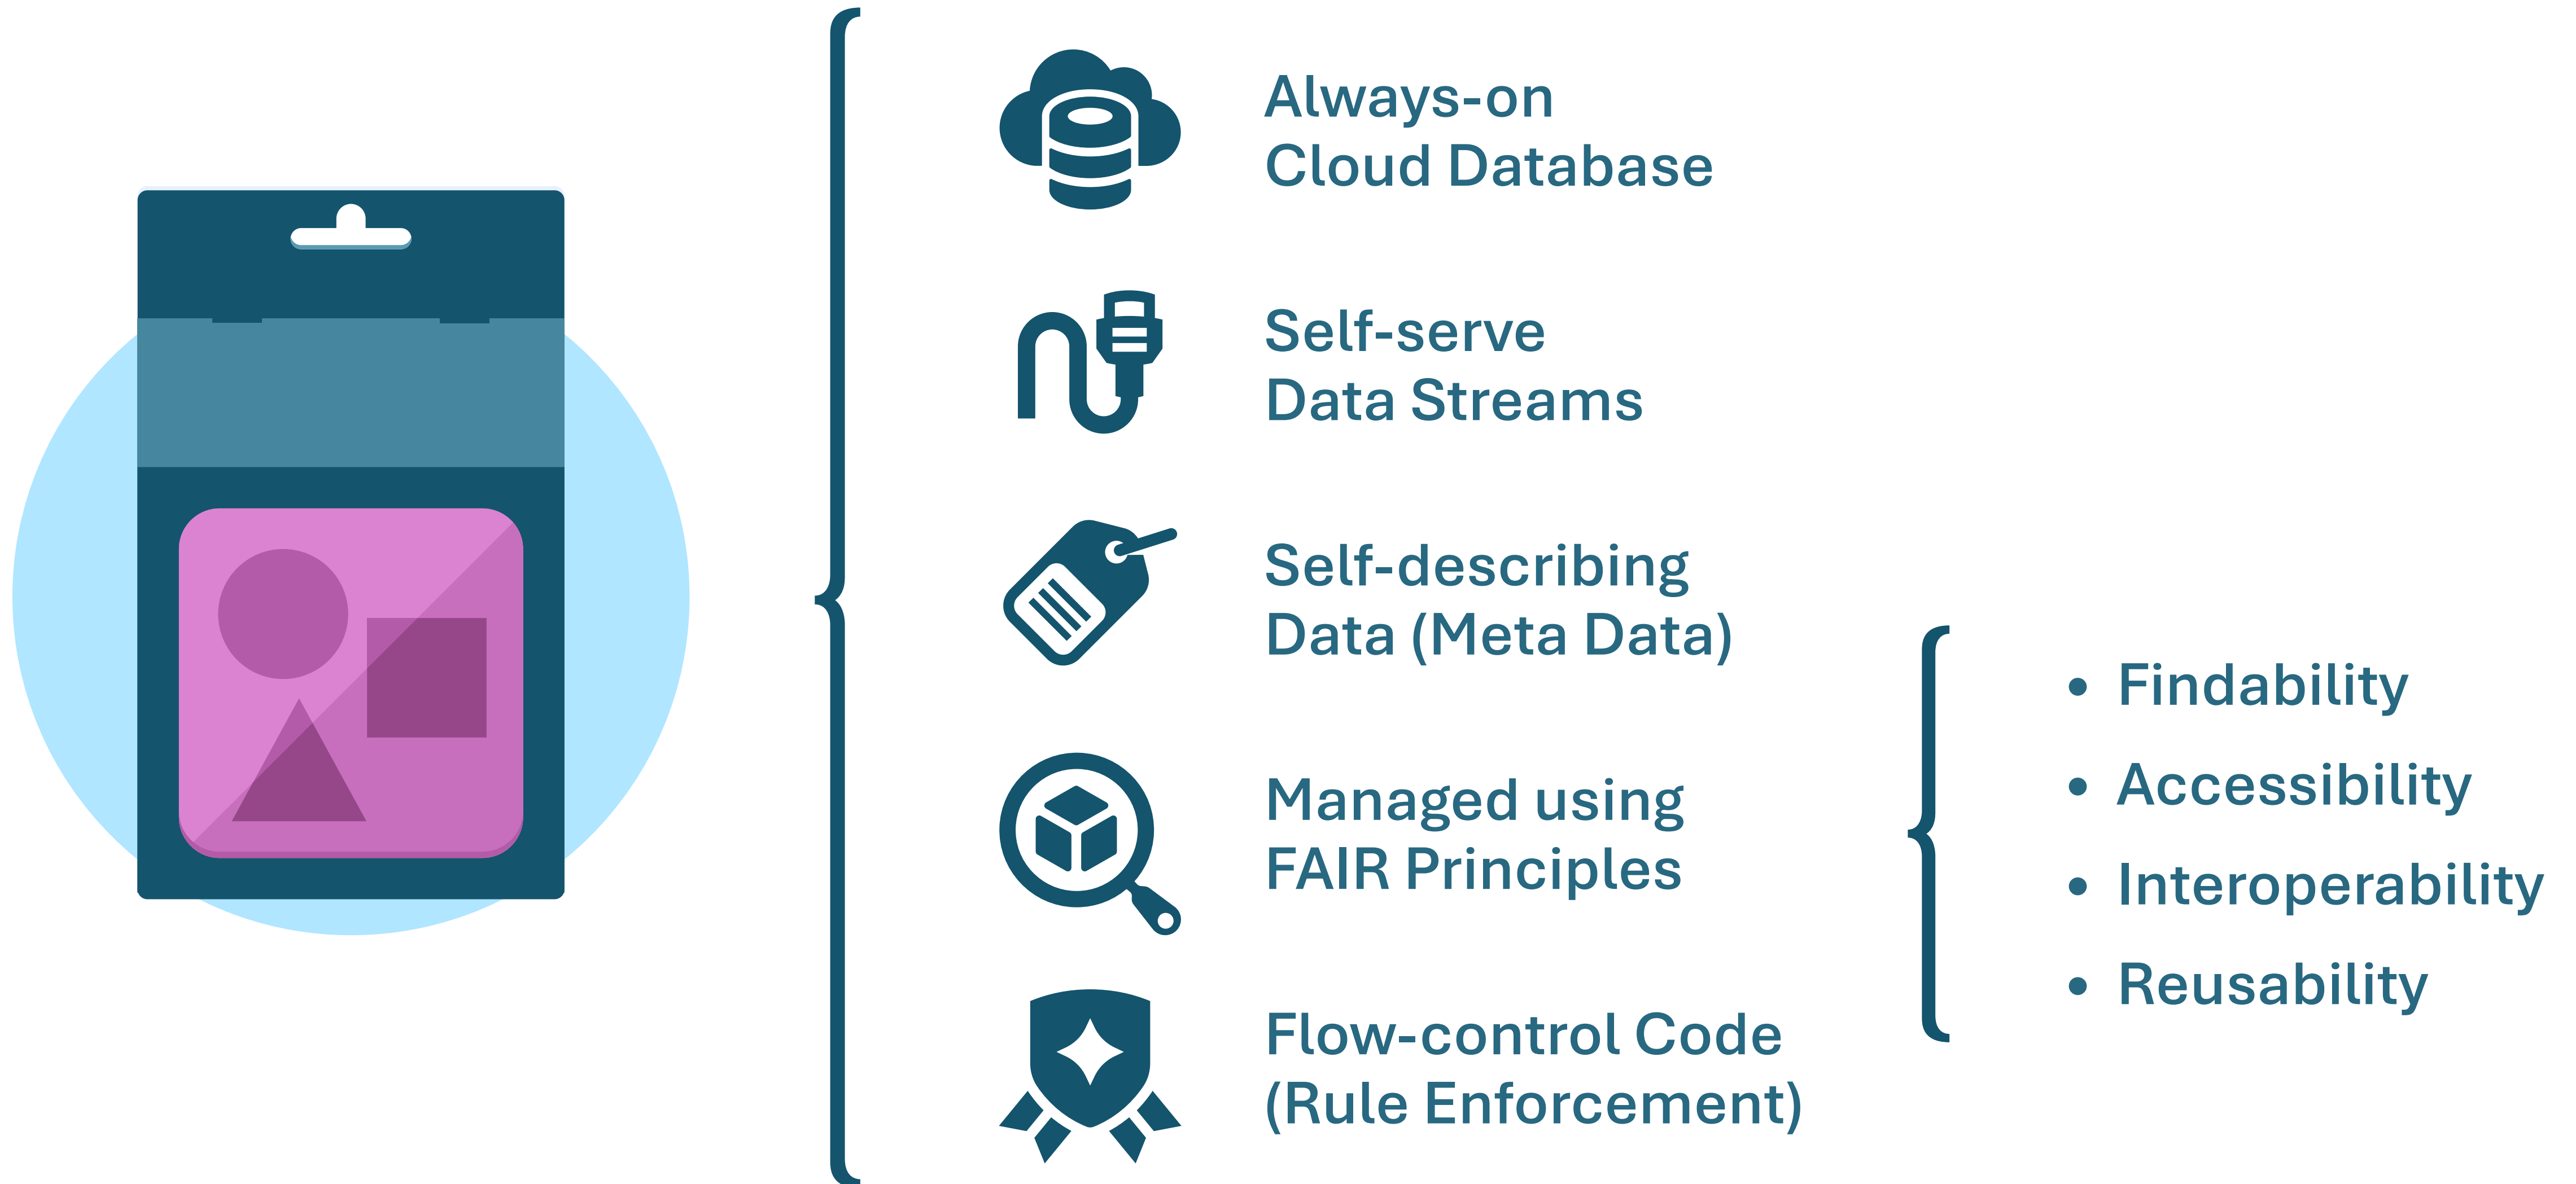 Always-on
Cloud Database
Self-serve
Data Streams
Self-describing
Data (Meta Data)
Managed using
FAIR Principles
Flow-control Code
(Rule Enforcement)
• Findability
• Accessibility
• Interoperability
• Reusability